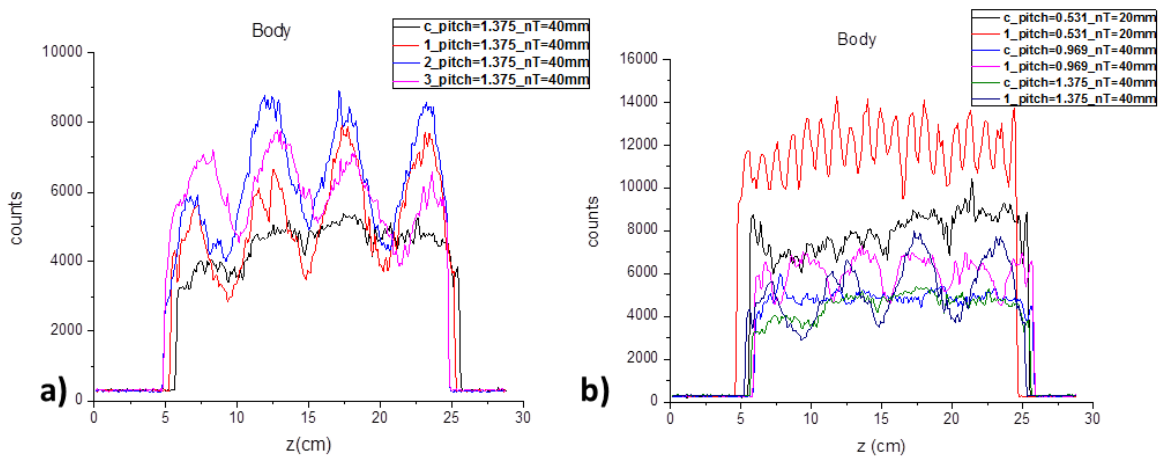 Body
c_pitch=1.375_nT=40mm
1_pitch=1.375_nT=40mm
2_pitch=1.375_nT=40mm
3_pitch=1.375_nT=40mm
10000
8000
6000
4000
2000
0
counts
0 5 10 15 20 25 30
z(cm)
a)
Body
c_pitch=0.531_nT=20mm
1_pitch=0.531_nT=20mm
c_pitch=0.969_nT=40mm
1_pitch=0.969_nT=40mm
c_pitch=1.375_nT=40mm
1_pitch=1.375_nT=40mm
16000
14000
12000
10000
8000
6000
4000
2000
0
counts
0 5 10 15 20 25 30
z (cm)
b)